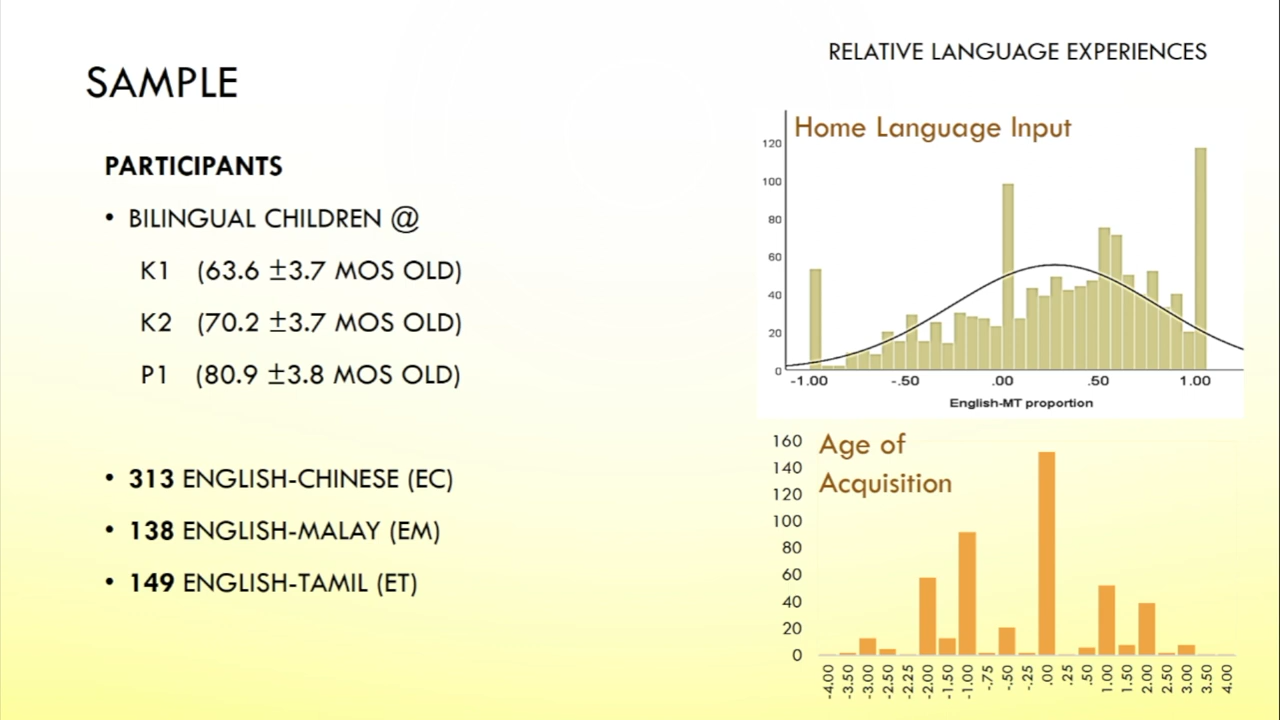 SAMPLE
PARTICIPANTS
• BILINGUAL CHILDREN @
K1 (63.6 ±3.7 MOS OLD)
K2 (70.2 ±3.7 MOS OLD)
P1 (80.9 ±3.8 MOS OLD)
• 313 ENGLISH-CHINESE (EC)
• 138 ENGLISH-MALAY (EM)
• 149 ENGLISH-TAMIL (ET)
RELATIVE LANGUAGE EXPERIENCES
Home Language Input
120
100
80
60
40
20
0
-1.00 -.50 .00 .50 1.00
English-MT proportion
Age of
Acquisition
160
140
120
100
80
60
40
20
0
-4.00 -3.50 -3.00 -2.50 -2.25 -2.00 -1.50 -1.00 -.75 -.50 -.25 .00 .25 .50 1.00 1.50 2.00 2.50 3.00 3.50 4.00